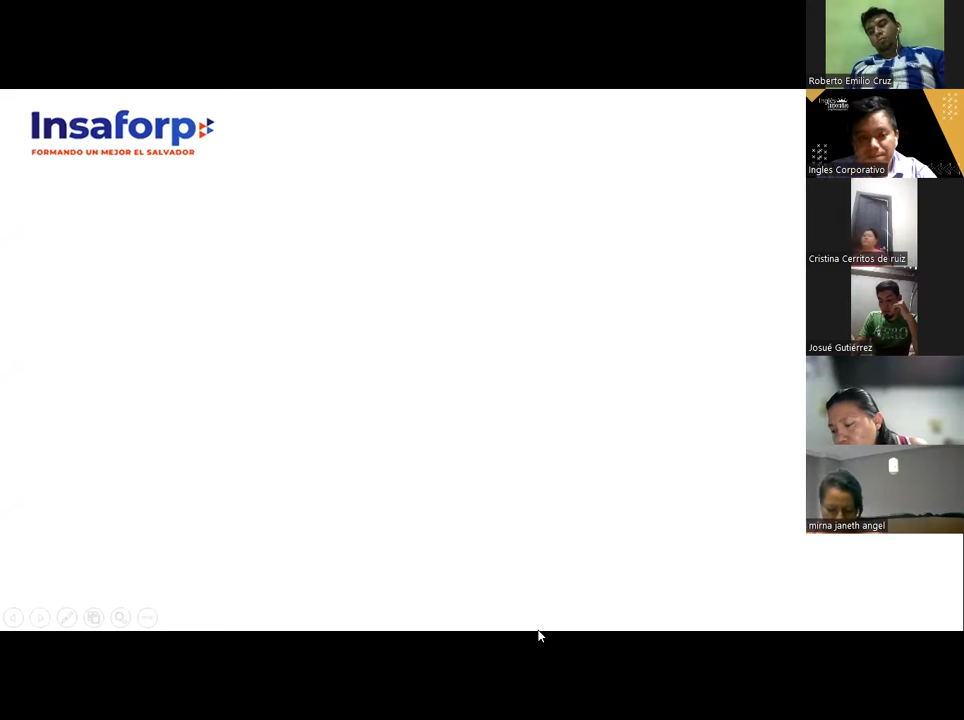 Insaforp
FORMANDO UN MEJOR EL SALVADOR
Roberto Emilio Cruz
Inglés
Ingles Corporativo
Cristina Cerritos de ruiz
Josué Gutiérrez
mirna janeth angel